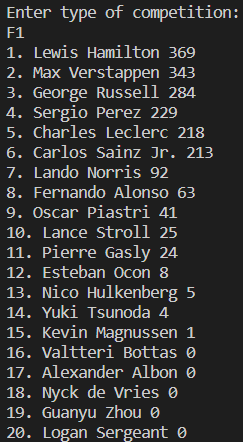 Enter type of competition:
F1
1. Lewis Hamilton 369
2. Max Verstappen 343
3. George Russell 284
4. Sergio Perez 229
5. Charles Leclerc 218
6. Carlos Sainz Jr. 213
7. Lando Norris 92
8. Fernando Alonso 63
9. Oscar Piastri 41
10. Lance Stroll 25
11. Pierre Gasly 24
12. Esteban Ocon 8
13. Nico Hulkenberg 5
14. Yuki Tsunoda 4
15. Kevin Magnussen 1
16. Valtteri Bottas 0
17. Alexander Albon 0
18. Nyck de Vries 0
19. Guanyu Zhou 0
20. Logan Sergeant 0